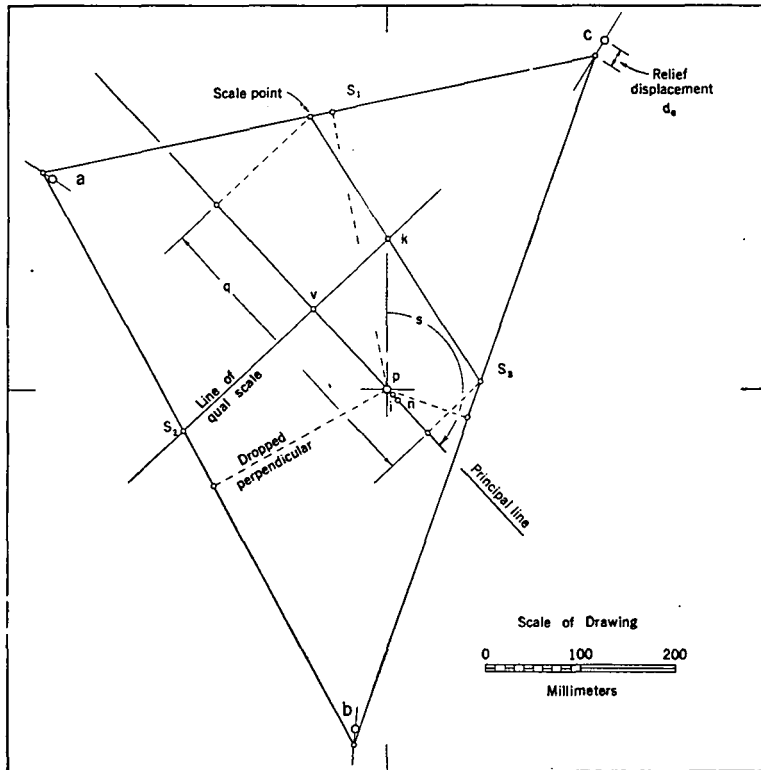 C
Relief
displacement
dₑ
Scale point
S₁
a
k
q
v
s
Line of
qual scale
S₂
p
n
S₃
Dropped
perpendicular
Principal line
b
Scale of Drawing
0 100 200
Millimeters